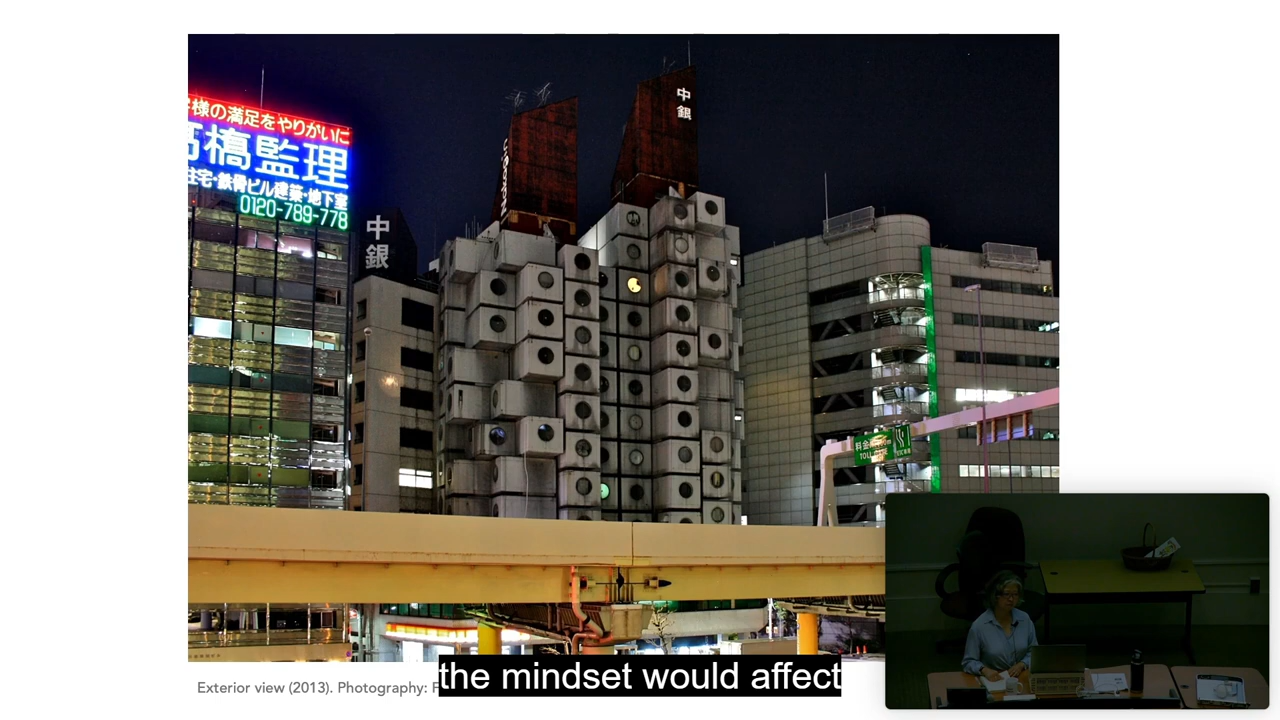 様の満足をやりがいに
髙橋監理
住宅・鉄骨ビル建築・地下室
0120-789-778
中
銀
中
銀
料金
Exterior view (2013). Photography:
the mindset would affect